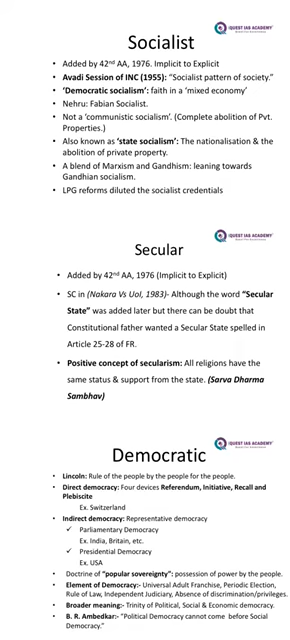 IQUEST IAS ACADEMY
Socialist
• Added by 42nd AA, 1976. Implicit to Explicit
• Avadi Session of INC (1955): "Socialist pattern of society."
• 'Democratic socialism': faith in a 'mixed economy'
• Nehru: Fabian Socialist.
• Not a 'communistic socialism'. (Complete abolition of Pvt.
Properties.)
• Also known as 'state socialism': The nationalisation & the
abolition of private property.
• A blend of Marxism and Gandhism: leaning towards
Gandhian socialism.
• LPG reforms diluted the socialist credentials
IQUEST IAS ACADEMY
Secular
• Added by 42nd AA, 1976 (Implicit to Explicit)
• SC in (Nakara Vs UoI, 1983)- Although the word "Secular
State" was added later but there can be doubt that
Constitutional father wanted a Secular State spelled in
Article 25-28 of FR.
• Positive concept of secularism: All religions have the
same status & support from the state. (Sarva Dharma
Sambhav)
IQUEST IAS ACADEMY
Democratic
• Lincoln: Rule of the people by the people for the people.
• Direct democracy: Four devices Referendum, Initiative, Recall and
Plebiscite
Ex. Switzerland
• Indirect democracy: Representative democracy
✓ Parliamentary Democracy
Ex. India, Britain, etc.
✓ Presidential Democracy
Ex. USA
• Doctrine of "popular sovereignty": possession of power by the people.
• Element of Democracy:- Universal Adult Franchise, Periodic Election,
Rule of Law, Independent Judiciary, Absence of discrimination/privileges.
• Broader meaning:- Trinity of Political, Social & Economic democracy.
• B. R. Ambedkar:- "Political Democracy cannot come before Social
Democracy."